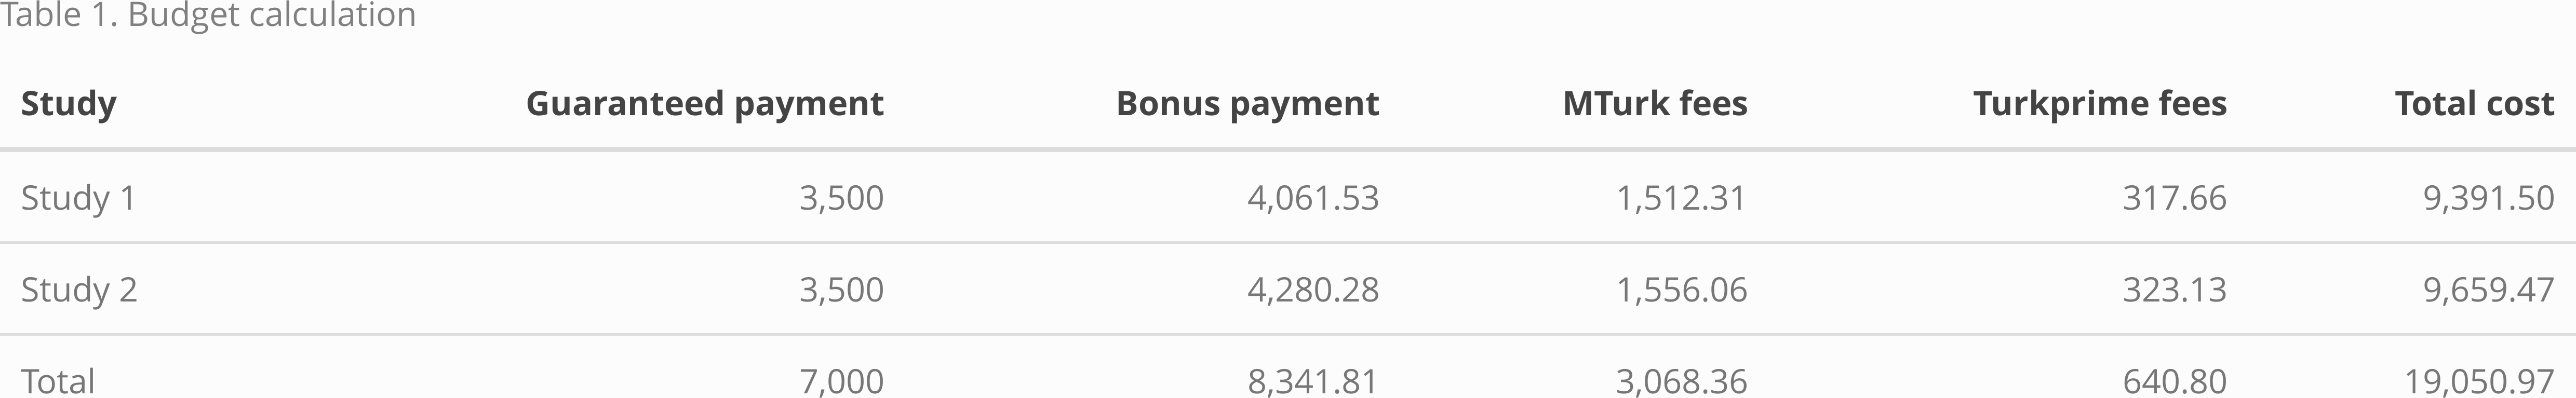 Table 1. Budget calculation
Study Guaranteed payment Bonus payment MTurk fees Turkprime fees Total cost
Study 1 3,500 4,061.53 1,512.31 317.66 9,391.50
Study 2 3,500 4,280.28 1,556.06 323.13 9,659.47
Total 7,000 8,341.81 3,068.36 640.80 19,050.97